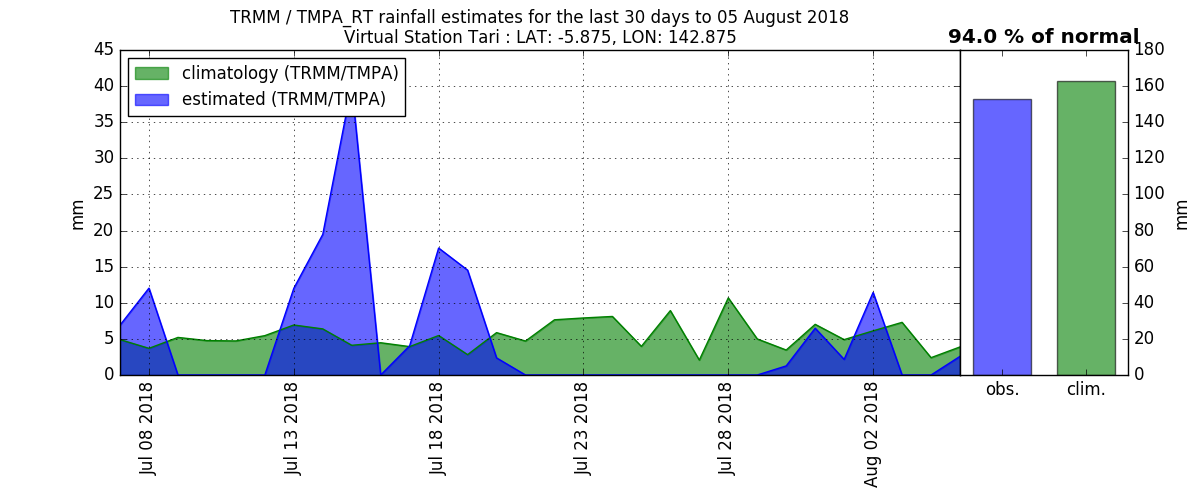 TRMM / TMPA_RT rainfall estimates for the last 30 days to 05 August 2018
Virtual Station Tari : LAT: -5.875, LON: 142.875
94.0 % of normal
climatology (TRMM/TMPA)
estimated (TRMM/TMPA)
mm
45
40
35
30
25
20
15
10
5
0
Jul 08 2018
Jul 13 2018
Jul 18 2018
Jul 23 2018
Jul 28 2018
Aug 02 2018
obs.
clim.
180
160
140
120
100
80
60
40
20
0
mm